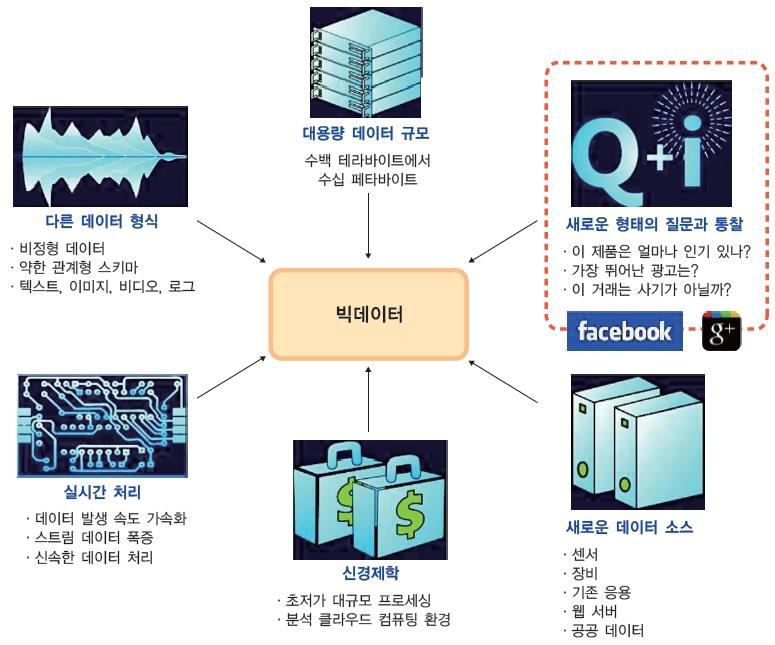 대용량 데이터 규모
수백 테라바이트에서
수십 페타바이트
다른 데이터 형식
· 비정형 데이터
· 약한 관계형 스키마
· 텍스트, 이미지, 비디오, 로그
Q+i
새로운 형태의 질문과 통찰
· 이 제품은 얼마나 인기 있나?
· 가장 뛰어난 광고는?
· 이 거래는 사기가 아닐까?
facebook
g+
빅데이터
실시간 처리
· 데이터 발생 속도 가속화
· 스트림 데이터 폭증
· 신속한 데이터 처리
$
$
신경제학
· 초저가 대규모 프로세싱
· 분석 클라우드 컴퓨팅 환경
새로운 데이터 소스
· 센서
· 장비
· 기존 응용
· 웹 서버
· 공공 데이터